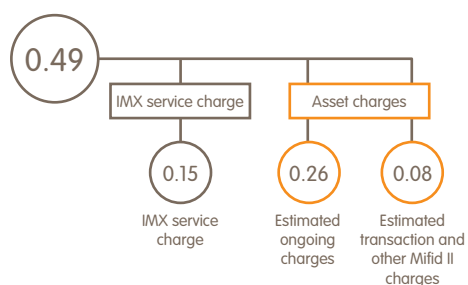 0.49
IMX service charge
Asset charges
0.15
0.26
0.08
IMX service
charge
Estimated
ongoing
charges
Estimated
transaction and
other Mifid II
charges